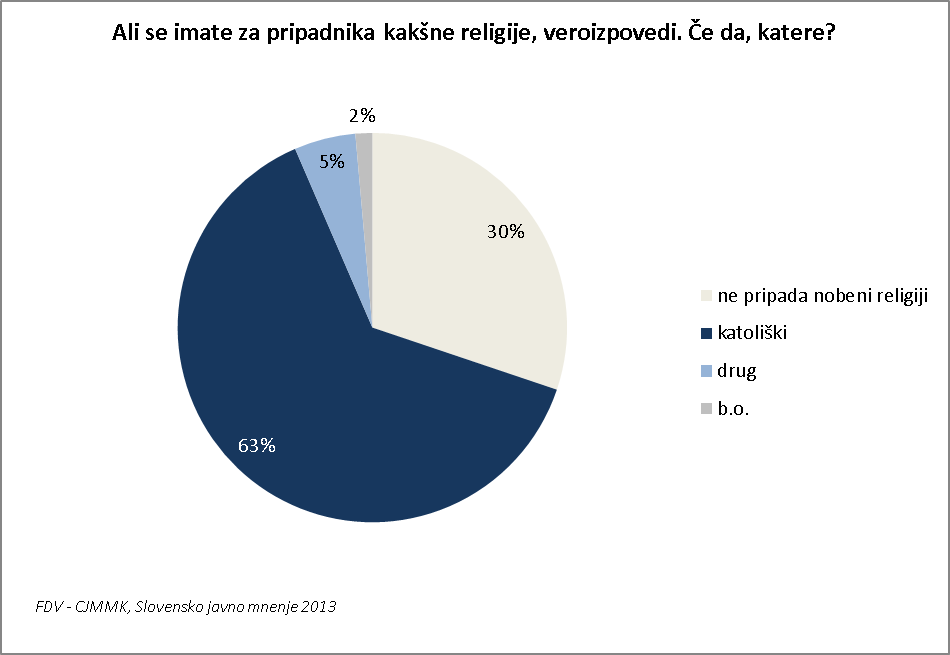 Ali se imate za pripadnika kakšne religije, veroizpovedi. Če da, katere?
2%
5%
30%
63%
ne pripada nobeni religiji
katoliški
drug
b.o.
FDV - CJMMK, Slovensko javno mnenje 2013